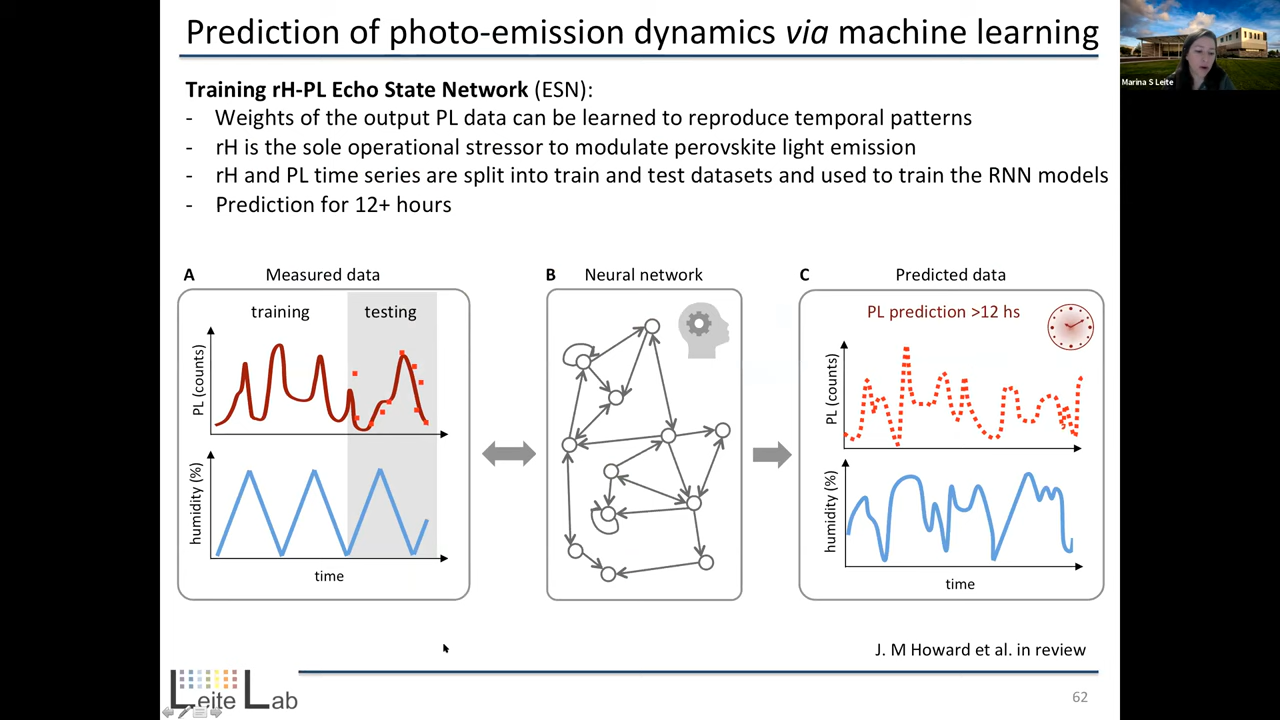 Prediction of photo-emission dynamics via machine learning
Marina S Leite
Training rH-PL Echo State Network (ESN):
- Weights of the output PL data can be learned to reproduce temporal patterns
- rH is the sole operational stressor to modulate perovskite light emission
- rH and PL time series are split into train and test datasets and used to train the RNN models
- Prediction for 12+ hours
A Measured data
training testing
PL (counts)
humidity (%)
time
B Neural network
C Predicted data
PL prediction >12 hs
PL (counts)
humidity (%)
time
J. M Howard et al. in review
Leite Lab
62